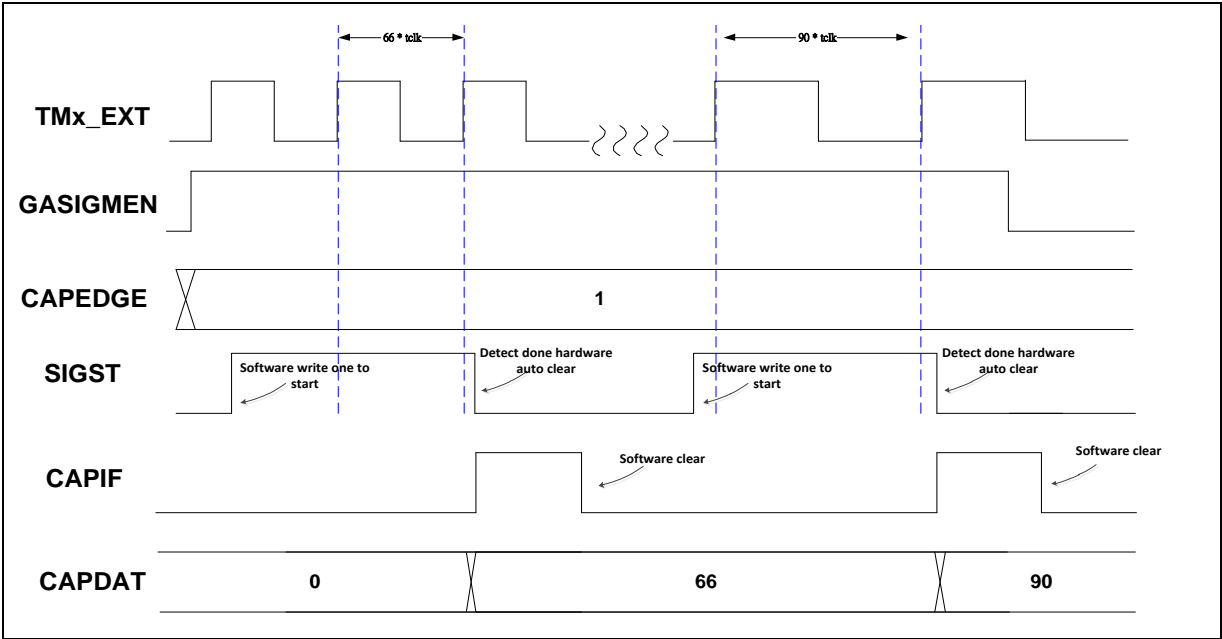 66 * tclk
90 * tclk
TMx_EXT
GASIGMEN
CAPEDGE
1
SIGST
Software write one to
start
Detect done hardware
auto clear
Software write one to
start
Detect done hardware
auto clear
CAPIF
Software clear
Software clear
CAPDAT
0
66
90